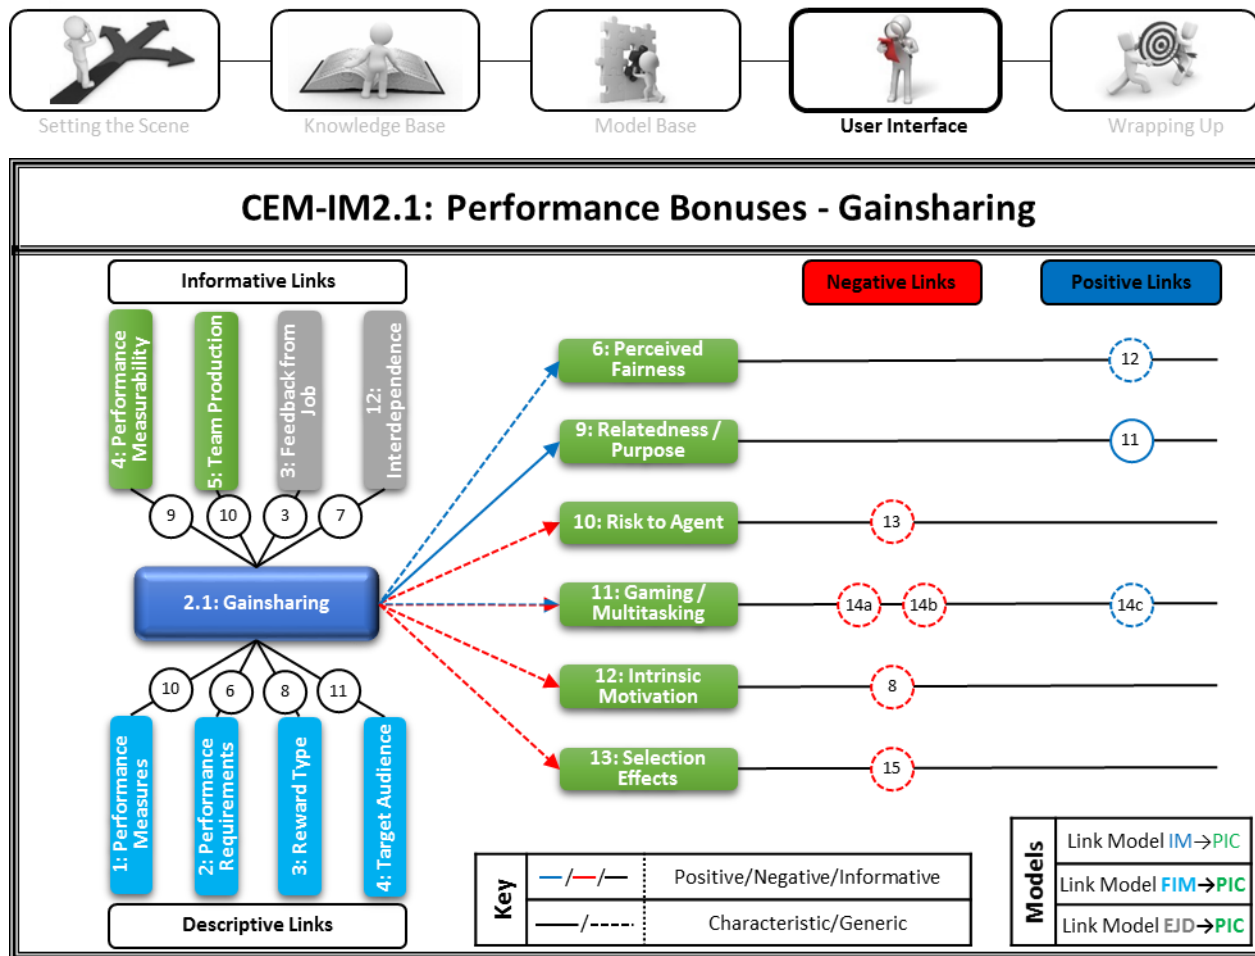 Setting the Scene
Knowledge Base
Model Base
User Interface
Wrapping Up
CEM-IM2.1: Performance Bonuses - Gainsharing
Informative Links
Negative Links
Positive Links
4: Performance
Measurability
5: Team Production
3: Feedback from
Job
12:
Interdependence
9
10
3
7
2.1: Gainsharing
10
6
8
11
1: Performance
Measures
2: Performance
Requirements
3: Reward Type
4: Target Audience
Descriptive Links
6: Perceived
Fairness
12
9: Relatedness /
Purpose
11
10: Risk to Agent
13
11: Gaming /
Multitasking
14a
14b
14c
12: Intrinsic
Motivation
8
13: Selection
Effects
15
Key
—/—/—
Positive/Negative/Informative
—/-----
Characteristic/Generic
Models
Link Model IM→PIC
Link Model FIM→PIC
Link Model EJD→PIC